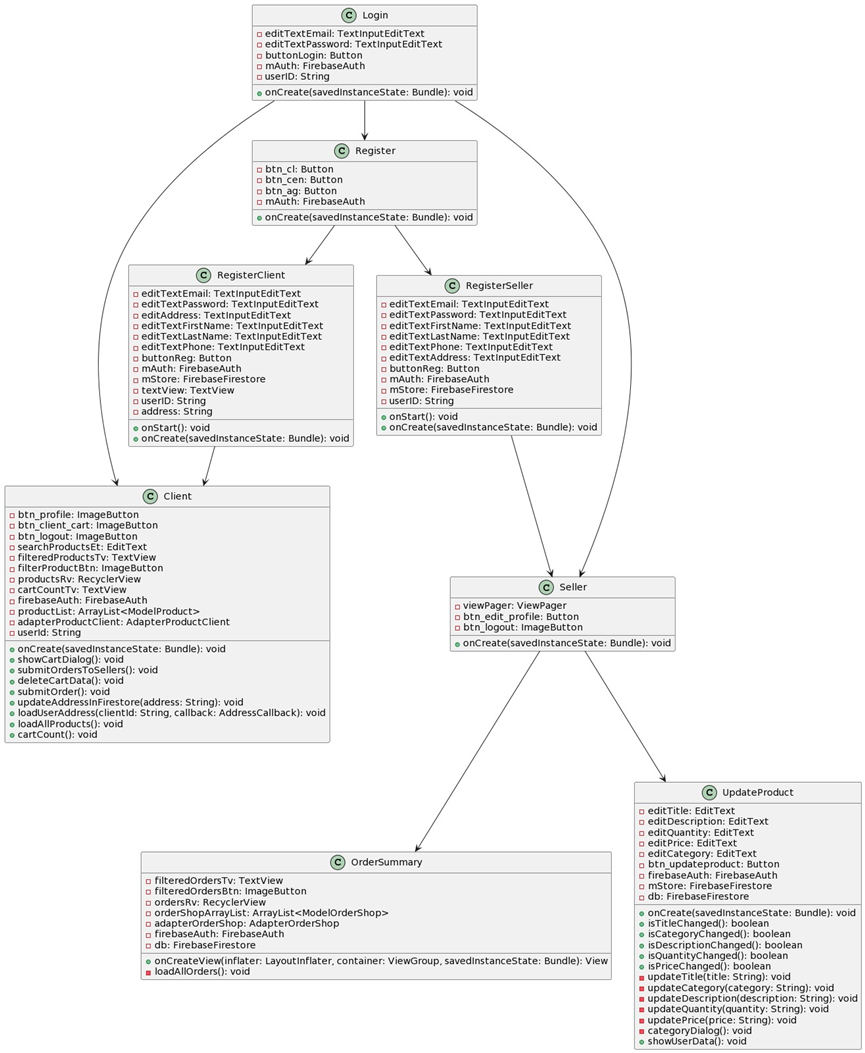 C Login
editTextEmail: TextInputEditText
editTextPassword: TextInputEditText
buttonLogin: Button
mAuth: FirebaseAuth
userID: String
onCreate(savedInstanceState: Bundle): void
C Register
btn_cl: Button
btn_cen: Button
btn_ag: Button
mAuth: FirebaseAuth
onCreate(savedInstanceState: Bundle): void
C RegisterClient
editTextEmail: TextInputEditText
editTextPassword: TextInputEditText
editAddress: TextInputEditText
editTextFirstName: TextInputEditText
editTextLastName: TextInputEditText
editTextPhone: TextInputEditText
buttonReg: Button
mAuth: FirebaseAuth
mStore: FirebaseFirestore
textView: TextView
userID: String
address: String
onStart(): void
onCreate(savedInstanceState: Bundle): void
C RegisterSeller
editTextEmail: TextInputEditText
editTextPassword: TextInputEditText
editTextFirstName: TextInputEditText
editTextLastName: TextInputEditText
editTextPhone: TextInputEditText
editTextAddress: TextInputEditText
buttonReg: Button
mAuth: FirebaseAuth
mStore: FirebaseFirestore
userID: String
onStart(): void
onCreate(savedInstanceState: Bundle): void
C Client
btn_profile: ImageButton
btn_client_cart: ImageButton
btn_logout: ImageButton
searchProductsEt: EditText
filteredProductsTv: TextView
filterProductBtn: ImageButton
productsRv: RecyclerView
cartCountTv: TextView
firebaseAuth: FirebaseAuth
productList: ArrayList<ModelProduct>
adapterProductClient: AdapterProductClient
userId: String
onCreate(savedInstanceState: Bundle): void
showCartDialog(): void
submitOrdersToSellers(): void
deleteCartData(): void
submitOrder(): void
updateAddressInFirestore(address: String): void
loadUserAddress(clientId: String, callback: AddressCallback): void
loadAllProducts(): void
cartCount(): void
C Seller
viewPager: ViewPager
btn_edit_profile: Button
btn_logout: ImageButton
onCreate(savedInstanceState: Bundle): void
C OrderSummary
filteredOrdersTv: TextView
filteredOrdersBtn: ImageButton
ordersRv: RecyclerView
orderShopArrayList: ArrayList<ModelOrderShop>
adapterOrderShop: AdapterOrderShop
firebaseAuth: FirebaseAuth
db: FirebaseFirestore
onCreateView(inflater: LayoutInflater, container: ViewGroup, savedInstanceState: Bundle): View
loadAllOrders(): void
C UpdateProduct
editTitle: EditText
editDescription: EditText
editQuantity: EditText
editPrice: EditText
editCategory: EditText
btn_updateproduct: Button
firebaseAuth: FirebaseAuth
mStore: FirebaseFirestore
db: FirebaseFirestore
onCreate(savedInstanceState: Bundle): void
isTitleChanged(): boolean
isCategoryChanged(): boolean
isDescriptionChanged(): boolean
isQuantityChanged(): boolean
isPriceChanged(): boolean
updateTitle(title: String): void
updateCategory(category: String): void
updateDescription(description: String): void
updateQuantity(quantity: String): void
updatePrice(price: String): void
categoryDialog(): void
showUserData(): void